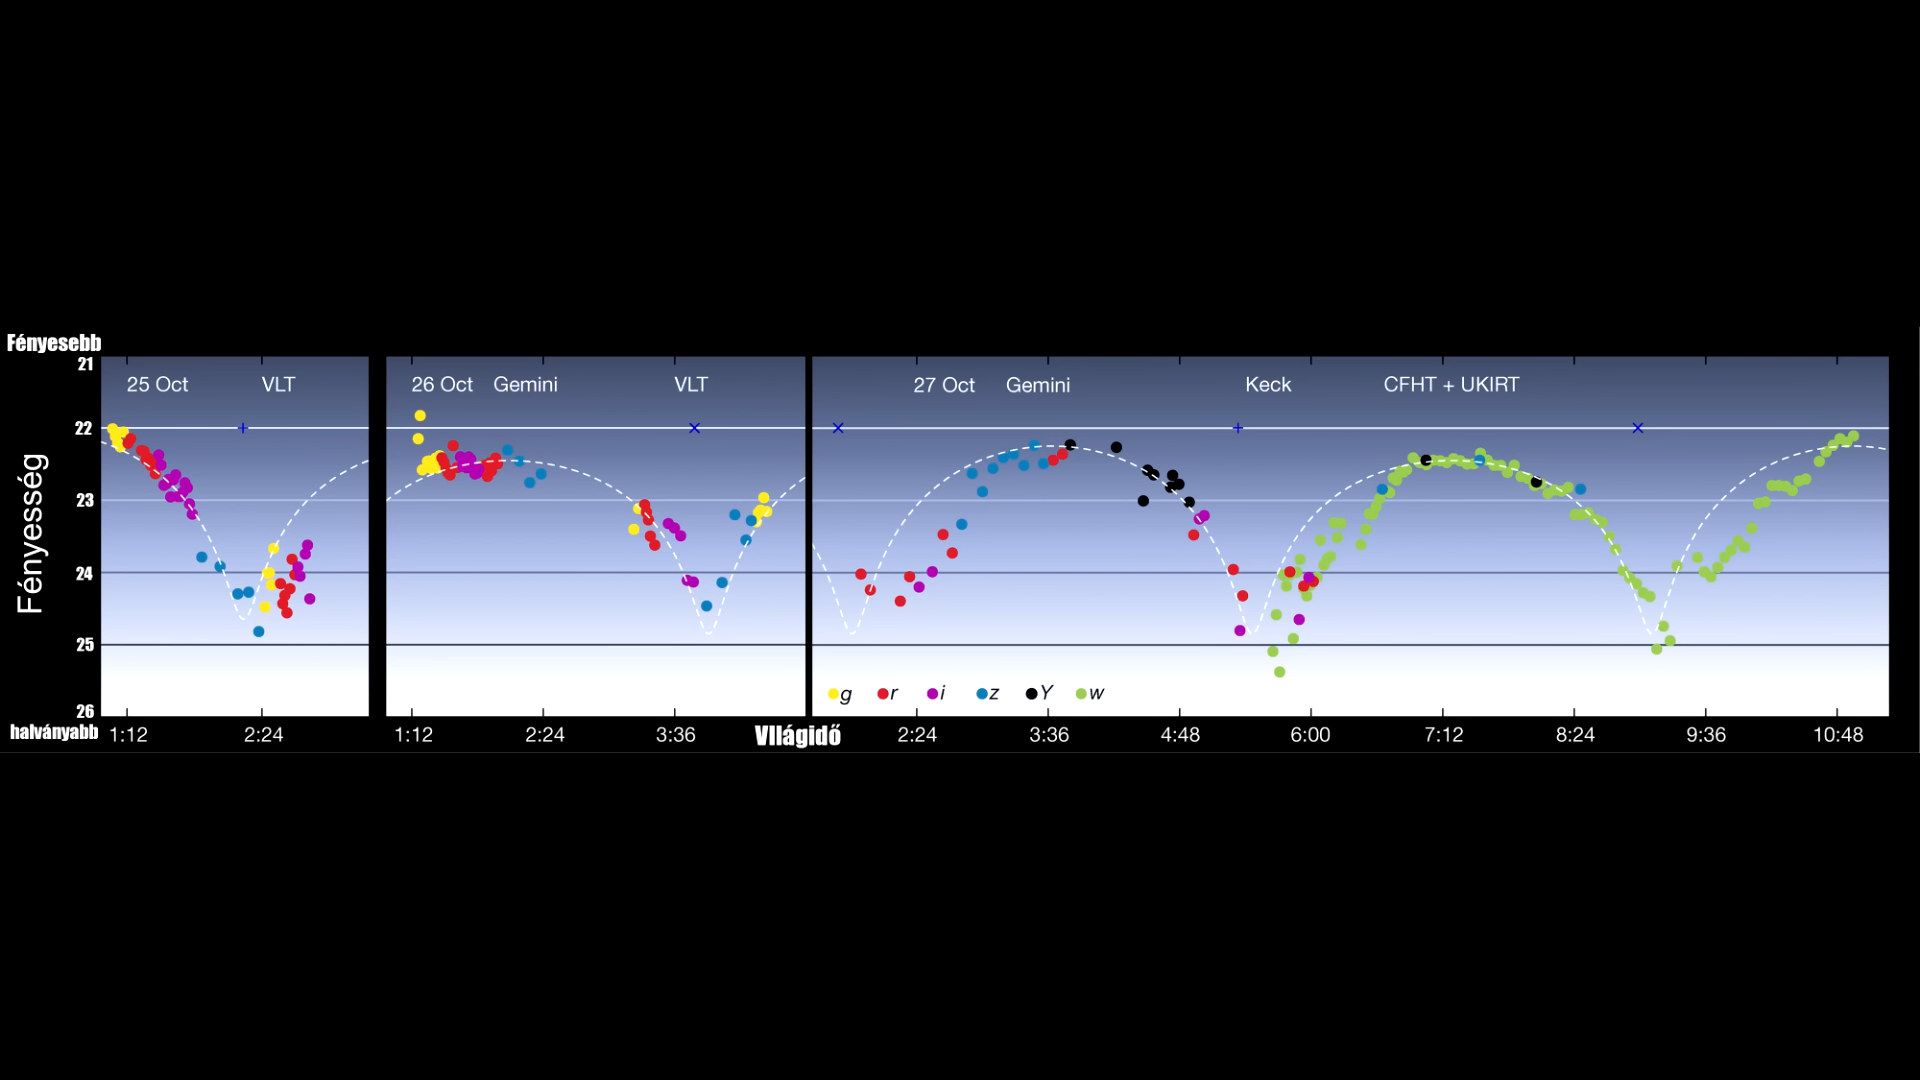 Fényesebb
21
22
23
24
25
26
halványabb
Fényesség
25 Oct VLT
26 Oct Gemini VLT
27 Oct Gemini Keck CFHT + UKIRT
g r i z Y w
1:12 2:24 1:12 2:24 3:36 VIlágidő 2:24 3:36 4:48 6:00 7:12 8:24 9:36 10:48